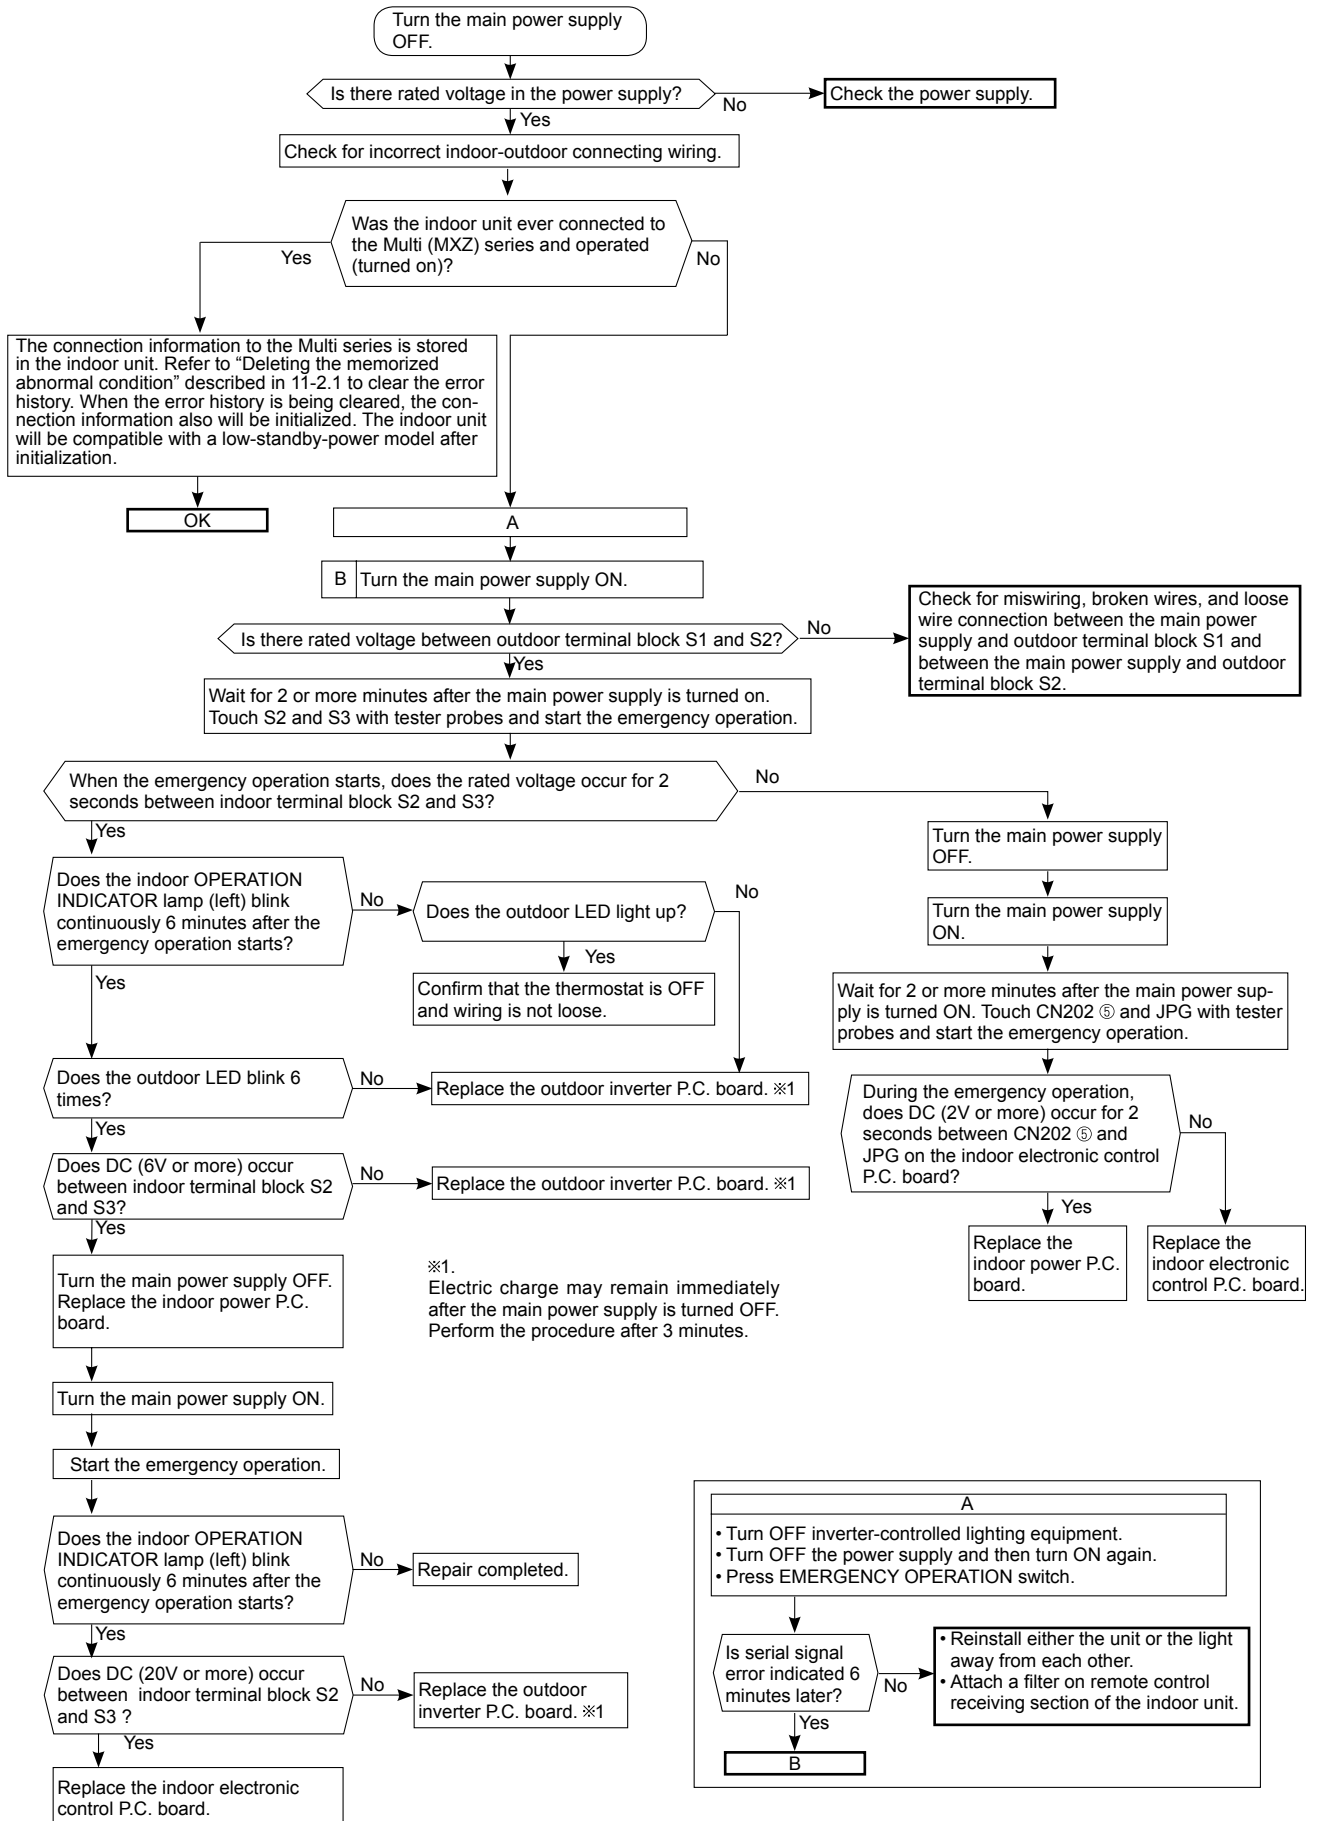 Turn the main power supply
OFF.
Is there rated voltage in the power supply?
No
Check the power supply.
Yes
Check for incorrect indoor-outdoor connecting wiring.
Was the indoor unit ever connected to
the Multi (MXZ) series and operated
(turned on)?
Yes
No
The connection information to the Multi series is stored
in the indoor unit. Refer to “Deleting the memorized
abnormal condition” described in 11-2.1 to clear the error
history. When the error history is being cleared, the con-
nection information also will be initialized. The indoor unit
will be compatible with a low-standby-power model after
initialization.
OK
A
B Turn the main power supply ON.
Is there rated voltage between outdoor terminal block S1 and S2?
No
Check for miswiring, broken wires, and loose
wire connection between the main power
supply and outdoor terminal block S1 and
between the main power supply and outdoor
terminal block S2.
Yes
Wait for 2 or more minutes after the main power supply is turned on.
Touch S2 and S3 with tester probes and start the emergency operation.
When the emergency operation starts, does the rated voltage occur for 2
seconds between indoor terminal block S2 and S3?
No
Yes
Turn the main power supply
OFF.
Turn the main power supply
ON.
Wait for 2 or more minutes after the main power sup-
ply is turned ON. Touch CN202 ⑤ and JPG with tester
probes and start the emergency operation.
During the emergency operation,
does DC (2V or more) occur for 2
seconds between CN202 ⑤ and
JPG on the indoor electronic control
P.C. board?
No
Yes
Replace the
indoor power P.C.
board.
Replace the
indoor electronic
control P.C. board.
Does the indoor OPERATION
INDICATOR lamp (left) blink
continuously 6 minutes after the
emergency operation starts?
No
Does the outdoor LED light up?
No
Yes
Confirm that the thermostat is OFF
and wiring is not loose.
Yes
Does the outdoor LED blink 6
times?
No
Replace the outdoor inverter P.C. board. ※1
Yes
Does DC (6V or more) occur
between indoor terminal block S2
and S3?
No
Replace the outdoor inverter P.C. board. ※1
Yes
Turn the main power supply OFF.
Replace the indoor power P.C.
board.
※1.
Electric charge may remain immediately
after the main power supply is turned OFF.
Perform the procedure after 3 minutes.
Turn the main power supply ON.
Start the emergency operation.
Does the indoor OPERATION
INDICATOR lamp (left) blink
continuously 6 minutes after the
emergency operation starts?
No
Repair completed.
Yes
Does DC (20V or more) occur
between indoor terminal block S2
and S3 ?
No
Replace the outdoor
inverter P.C. board. ※1
Yes
Replace the indoor electronic
control P.C. board.
A
• Turn OFF inverter-controlled lighting equipment.
• Turn OFF the power supply and then turn ON again.
• Press EMERGENCY OPERATION switch.
Is serial signal
error indicated 6
minutes later?
No
• Reinstall either the unit or the light
away from each other.
• Attach a filter on remote control
receiving section of the indoor unit.
Yes
B